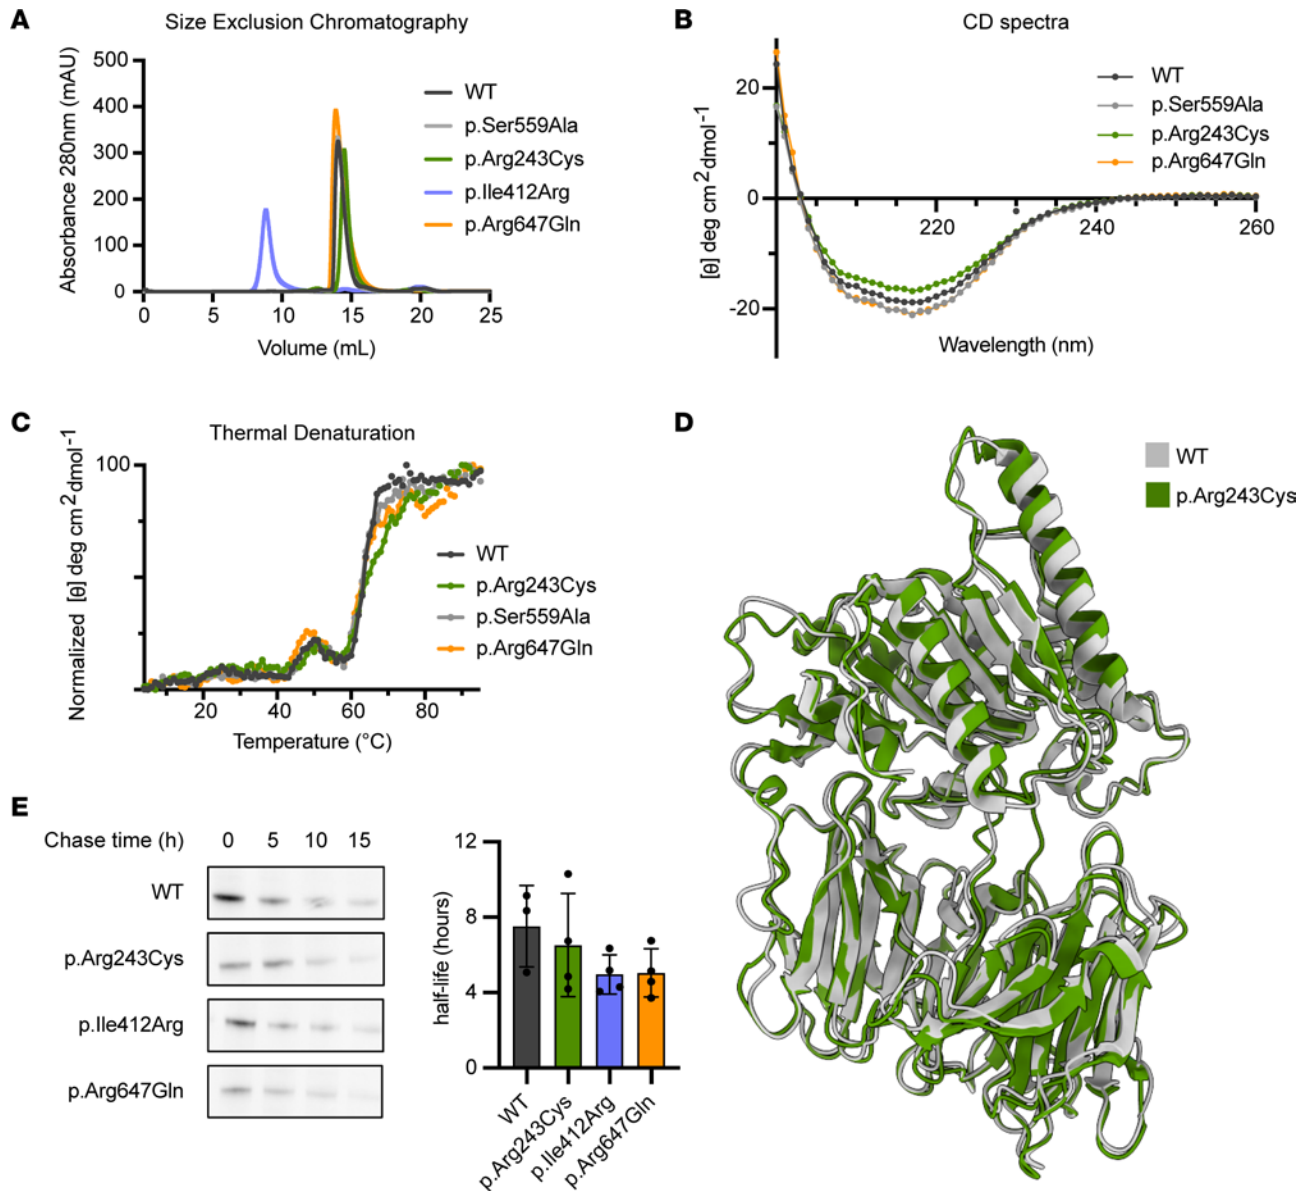 A
Size Exclusion Chromatography
Absorbance 280nm (mAU)
500
400
300
200
100
0
0 5 10 15 20 25
Volume (mL)
WT
p.Ser559Ala
p.Arg243Cys
p.Ile412Arg
p.Arg647Gln
B
CD spectra
[θ] deg cm2dmol-1
20
0
-20
220 240 260
Wavelength (nm)
WT
p.Ser559Ala
p.Arg243Cys
p.Arg647Gln
C
Thermal Denaturation
Normalized [θ] deg cm2dmol-1
100
20 40 60 80
Temperature (°C)
WT
p.Arg243Cys
p.Ser559Ala
p.Arg647Gln
D
WT
p.Arg243Cys
E
Chase time (h) 0 5 10 15
WT
p.Arg243Cys
p.Ile412Arg
p.Arg647Gln
half-life (hours)
12
8
4
0
WT
p.Arg243Cys
p.Ile412Arg
p.Arg647Gln